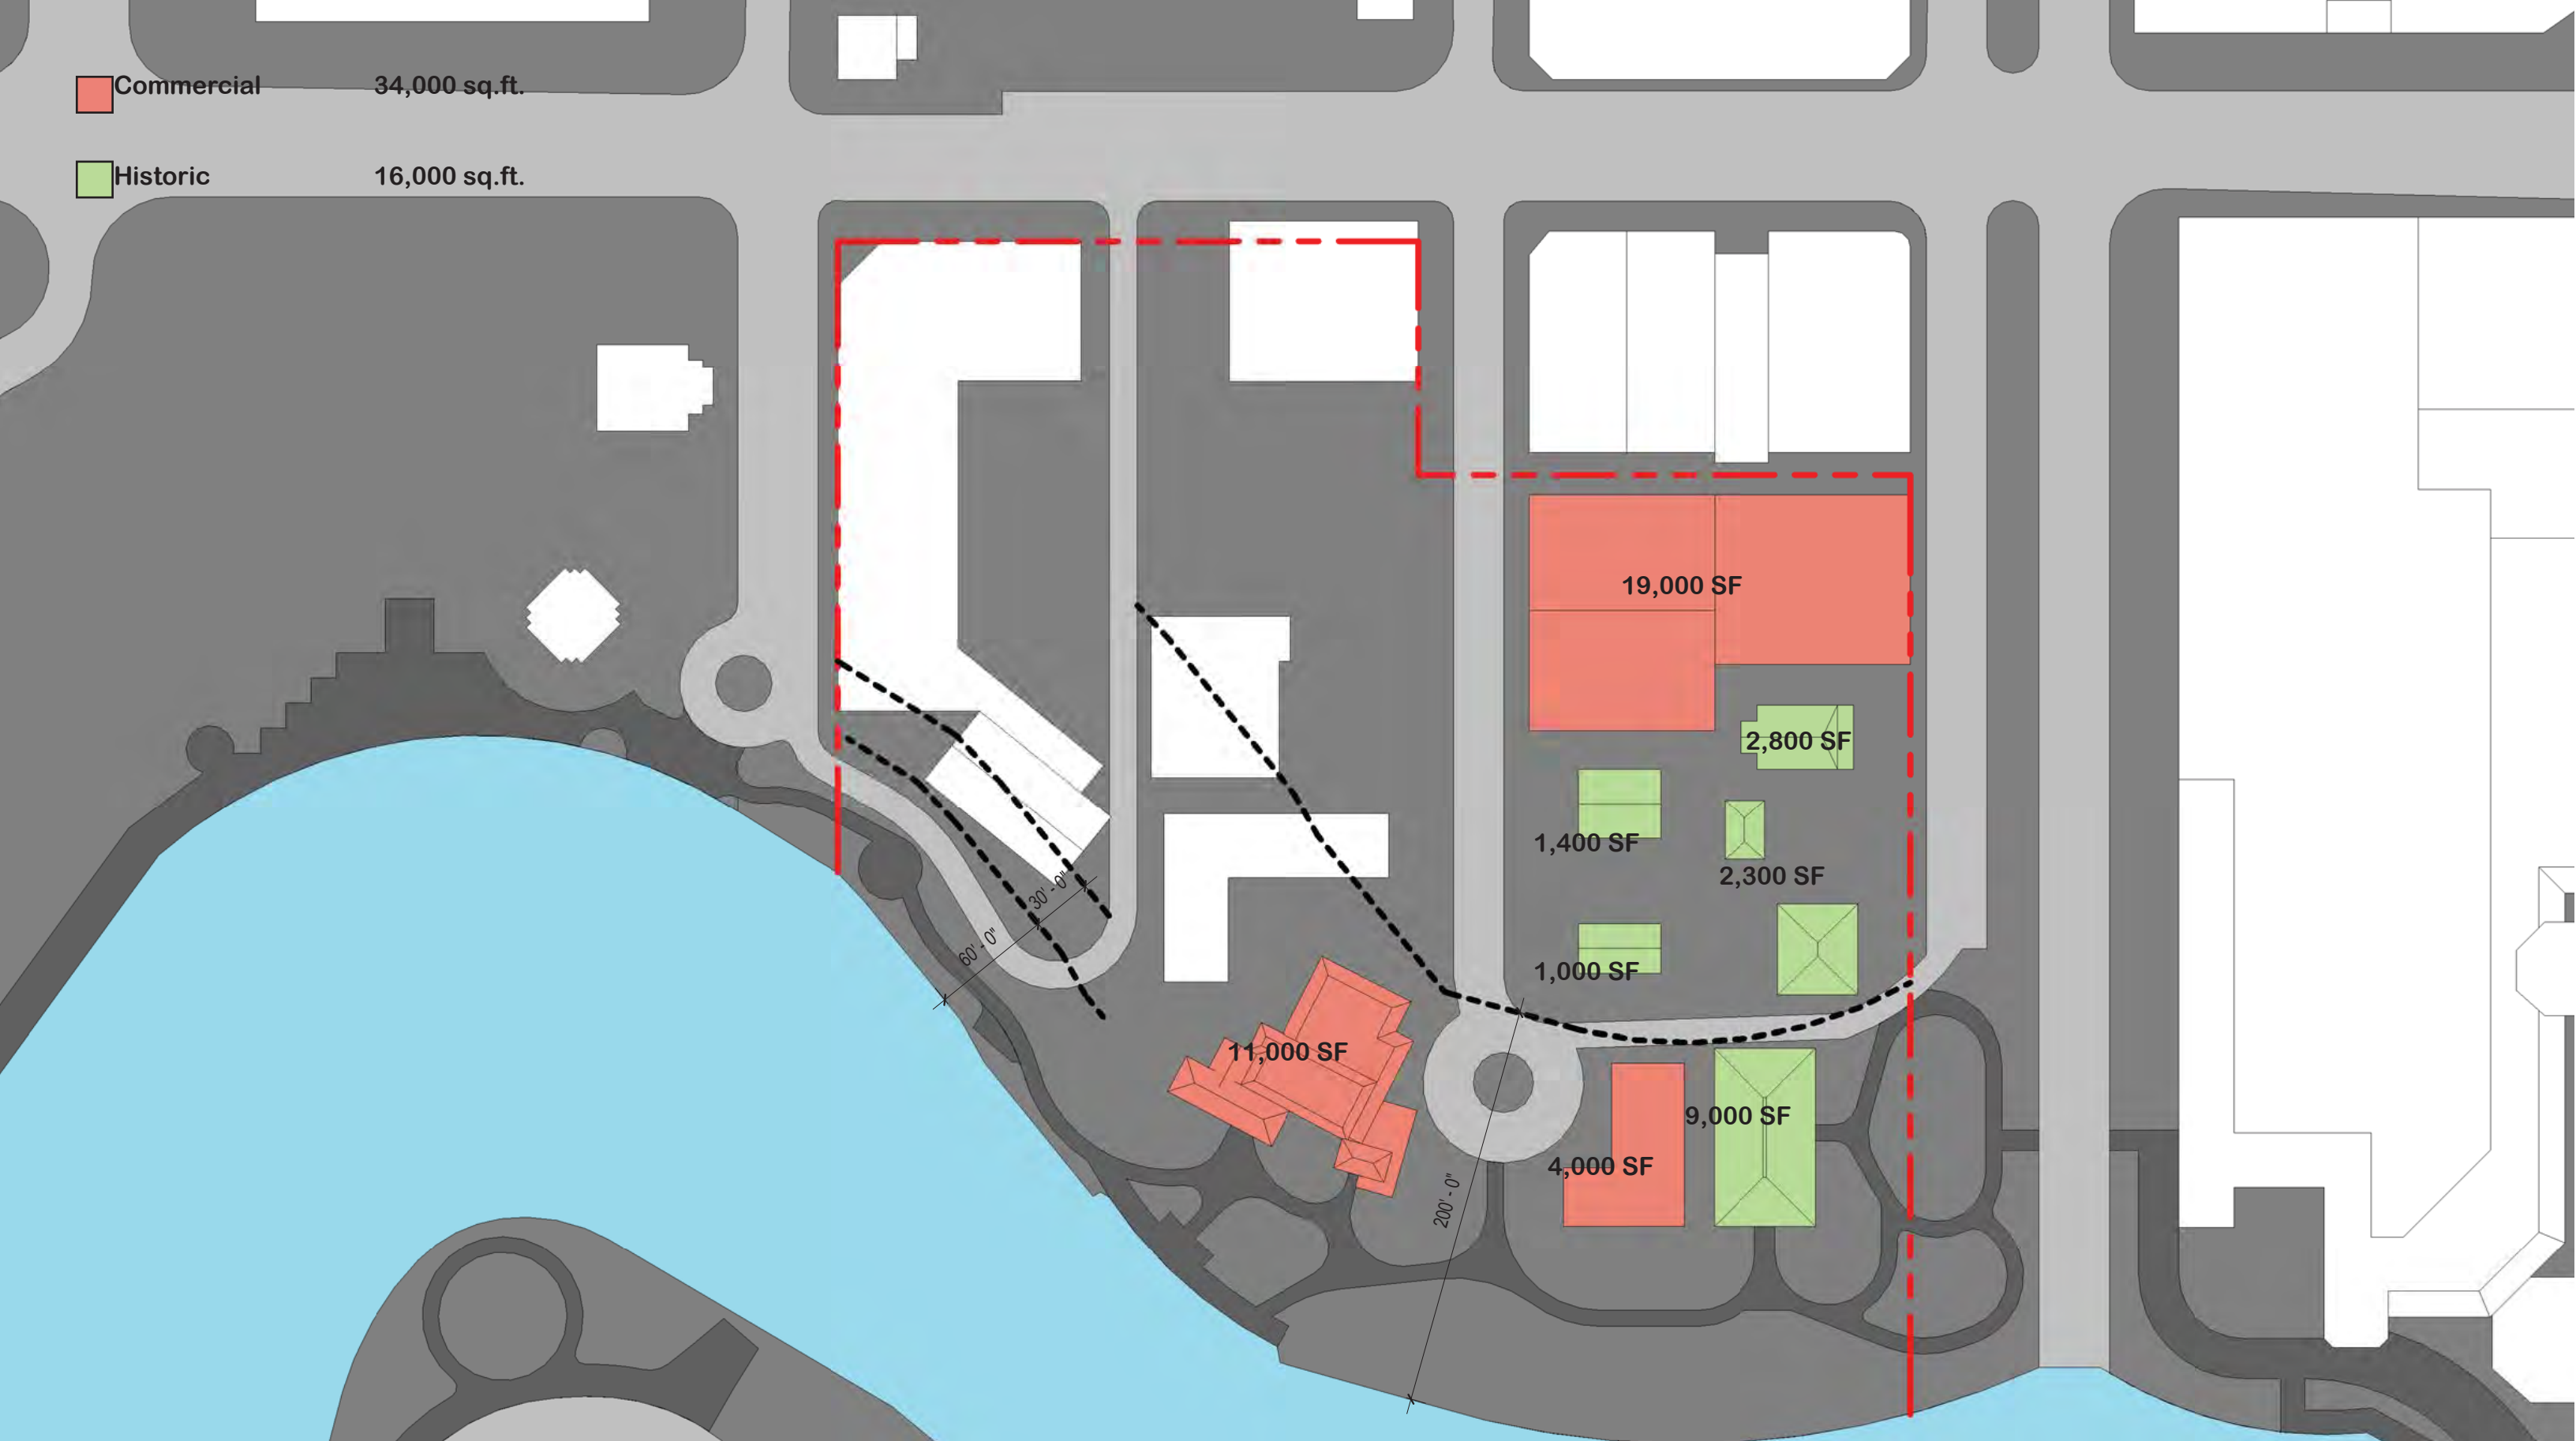 Commercial 34,000 sq.ft.
Historic 16,000 sq.ft.
19,000 SF
2,800 SF
1,400 SF
2,300 SF
30' - 0"
60' - 0"
1,000 SF
11,000 SF
9,000 SF
4,000 SF
200' - 0"